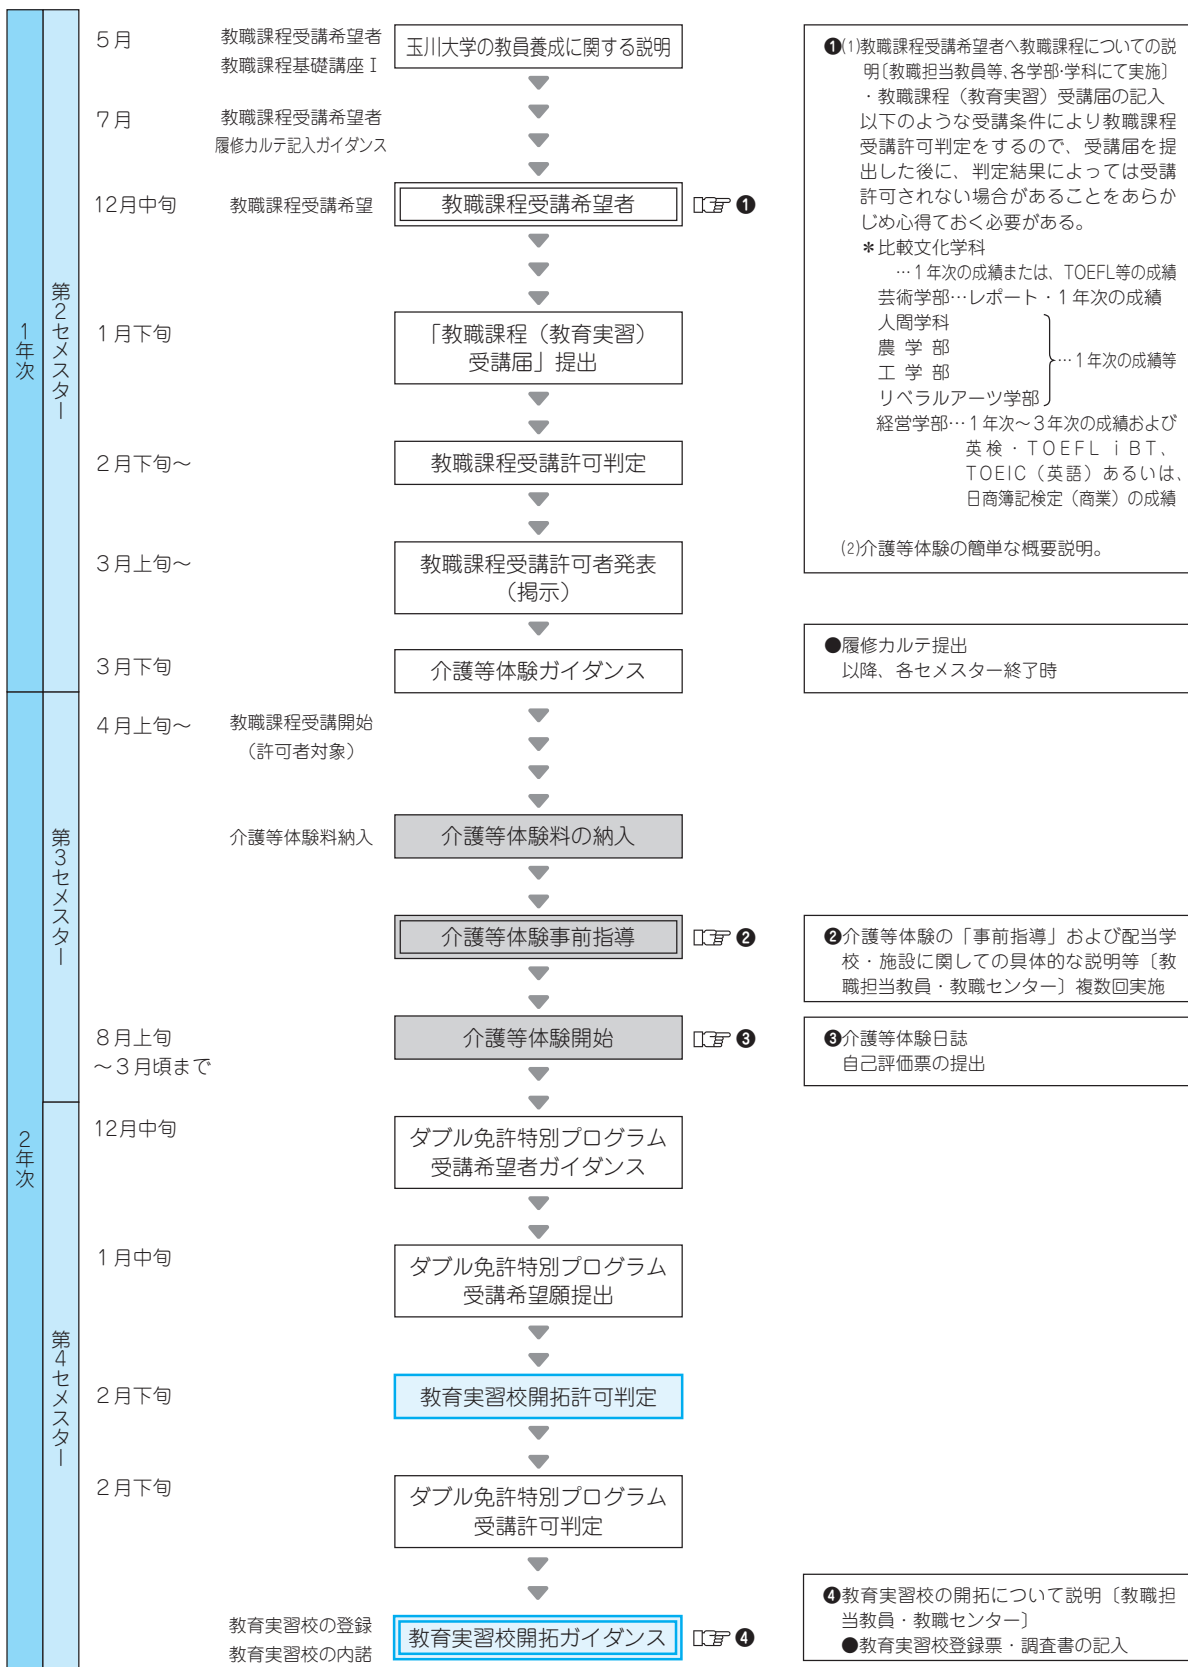 1年次
第2セメスター
5月
教職課程受講希望者
教職課程基礎講座Ⅰ
玉川大学の教員養成に関する説明
7月
教職課程受講希望者
履修カルテ記入ガイダンス
12月中旬
教職課程受講希望
教職課程受講希望者
☞❶
1月下旬
「教職課程（教育実習）
受講届」提出
2月下旬～
教職課程受講許可判定
3月上旬～
教職課程受講許可者発表
（掲示）
3月下旬
介護等体験ガイダンス
❶⑴教職課程受講希望者へ教職課程についての説
明〔教職担当教員等、各学部・学科にて実施〕
・教職課程（教育実習）受講届の記入
以下のような受講条件により教職課程
受講許可判定をするので、受講届を提
出した後に、判定結果によっては受講
許可されない場合があることをあらか
じめ心得ておく必要がある。
＊比較文化学科
…1年次の成績または、TOEFL等の成績
芸術学部…レポート・1年次の成績
人間学科
農学部
工学部
リベラルアーツ学部
…1年次の成績等
経営学部…1年次～3年次の成績および
英検・TOEFL iBT、
TOEIC（英語）あるいは、
日商簿記検定（商業）の成績
⑵介護等体験の簡単な概要説明。
●履修カルテ提出
以降、各セメスター終了時
2年次
第3セメスター
4月上旬～
教職課程受講開始
（許可者対象）
介護等体験料納入
介護等体験料の納入
介護等体験事前指導
☞❷
❷介護等体験の「事前指導」および配当学
校・施設に関しての具体的な説明等〔教
職担当教員・教職センター〕複数回実施
8月上旬
～3月頃まで
介護等体験開始
☞❸
❸介護等体験日誌
自己評価票の提出
第4セメスター
12月中旬
ダブル免許特別プログラム
受講希望者ガイダンス
1月中旬
ダブル免許特別プログラム
受講希望願提出
2月下旬
教育実習校開拓許可判定
2月下旬
ダブル免許特別プログラム
受講許可判定
教育実習校の登録
教育実習校の内諾
教育実習校開拓ガイダンス
☞❹
❹教育実習校の開拓について説明〔教職担
当教員・教職センター〕
●教育実習校登録票・調査書の記入